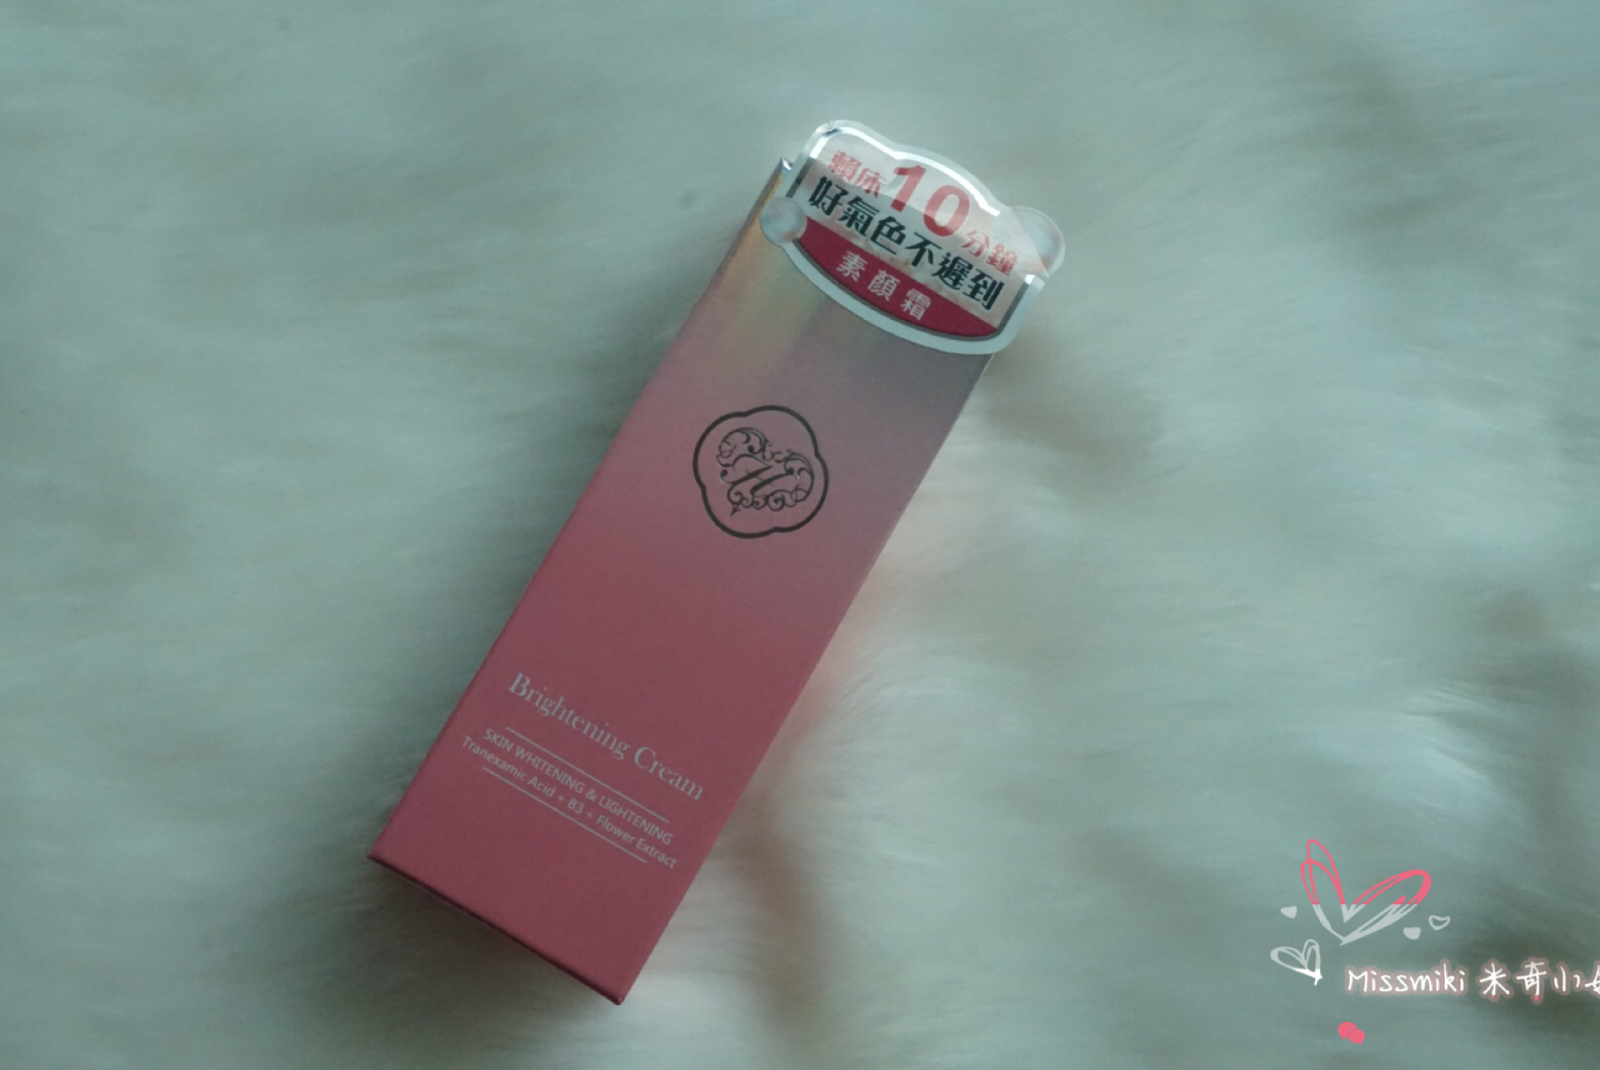 賴床10分鐘
好氣色不遲到
素顏霜
Brightening Cream
SKIN WHITENING & LIGHTENING
Tranexamic Acid + B3 + Flower Extract
Missmiki 米奇小